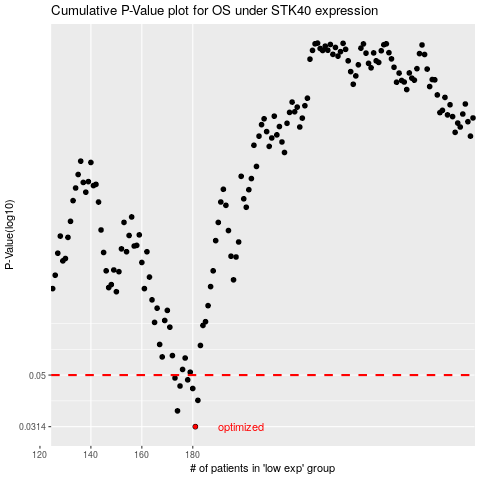 Cumulative P-Value plot for OS under STK40 expression
P-Value(log10)
0.05
0.0314
optimized
120 140 160 180
# of patients in 'low exp' group